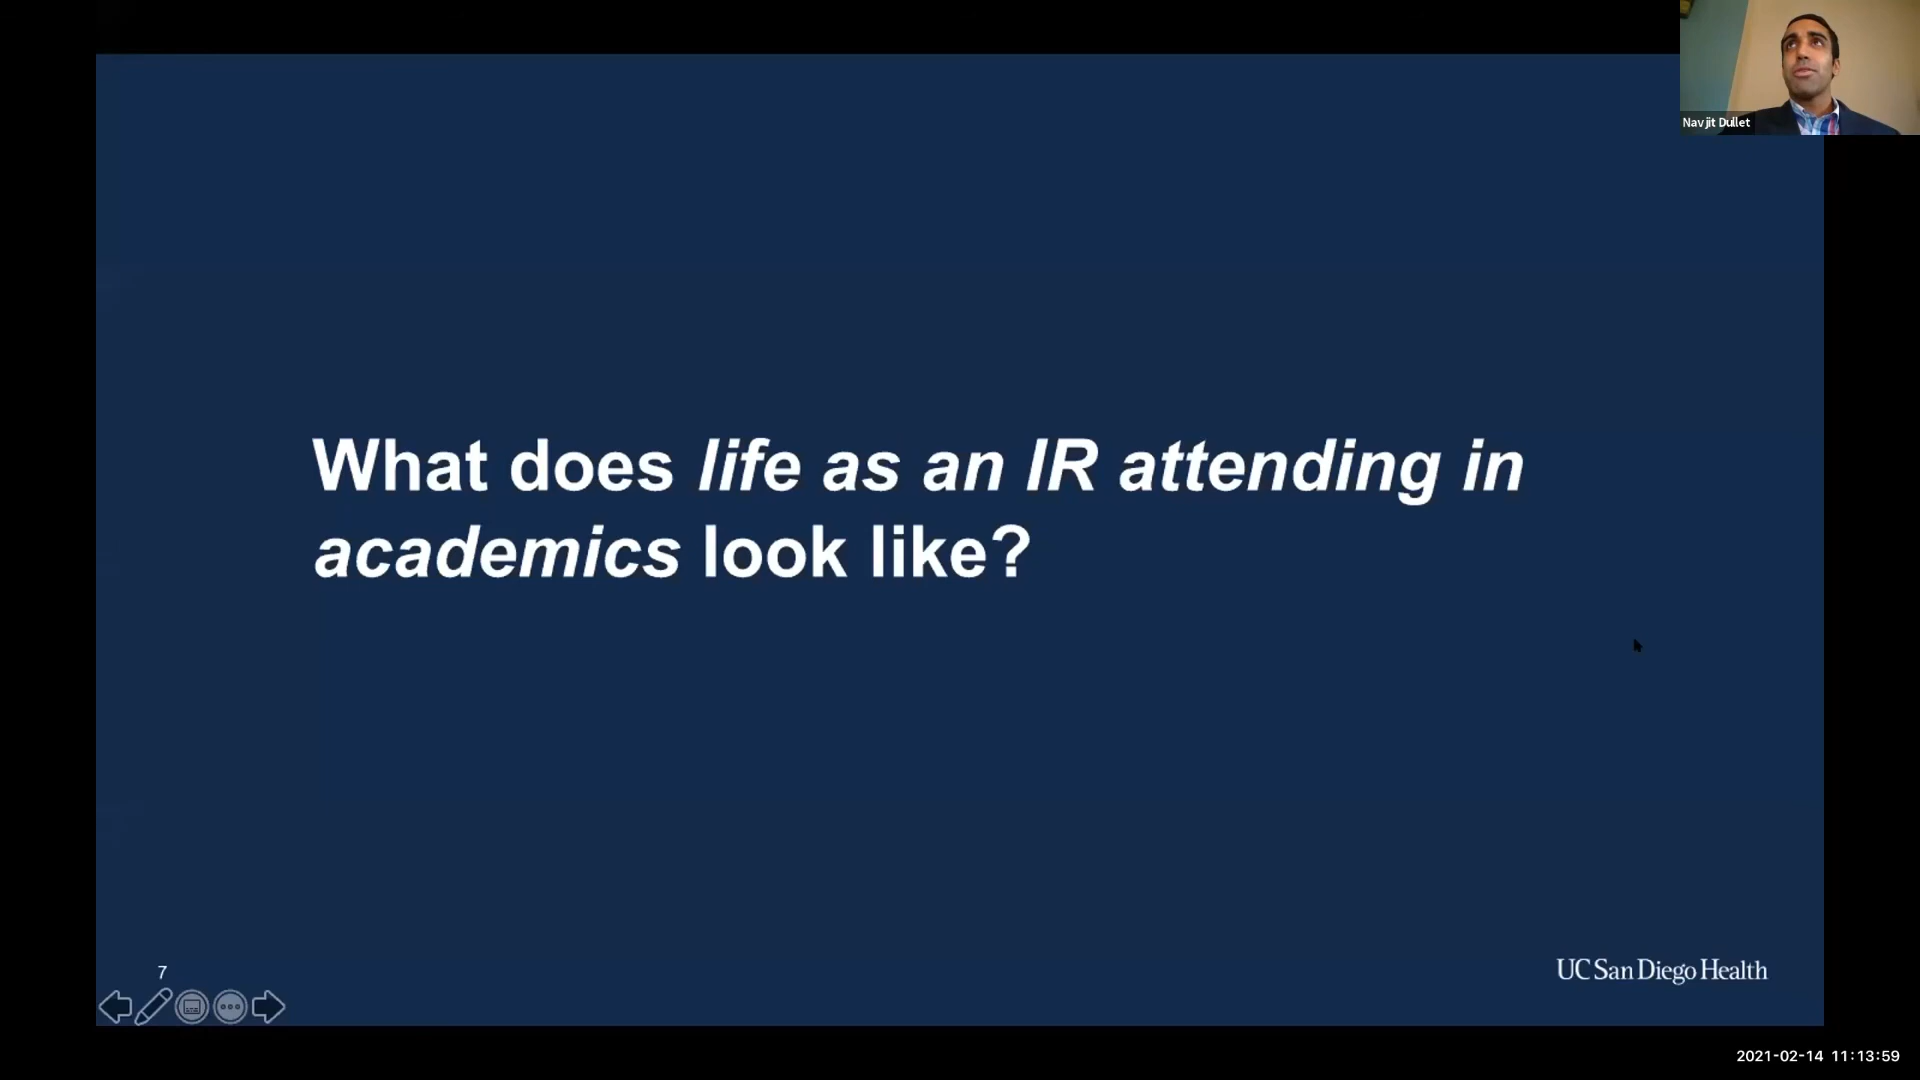 Navjit Dullet
What does life as an IR attending in
academics look like?
7
UC San Diego Health
2021-02-14 11:13:59